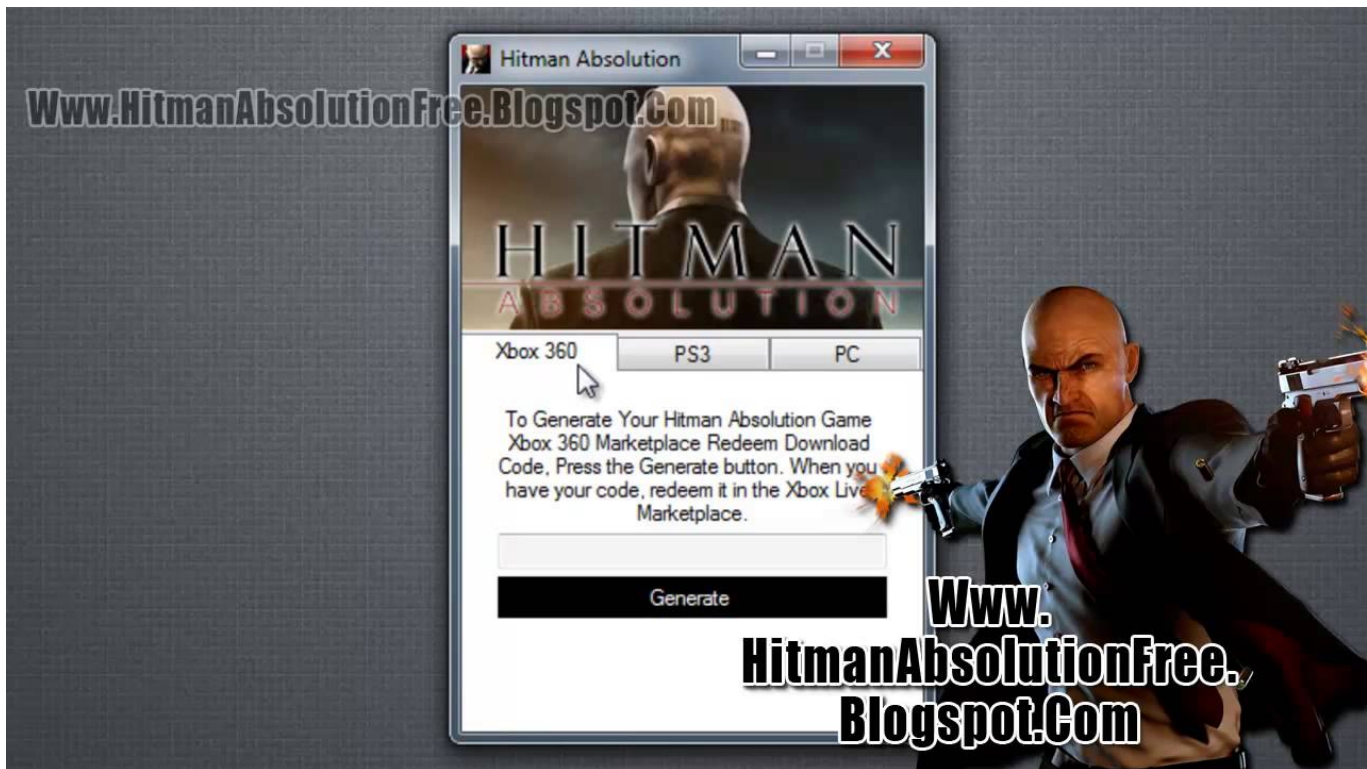 Hitman Absolution
Www.HitmanAbsolutionFree.Blogspot.Com
HITMAN
ABSOLUTION
Xbox 360
PS3
PC
To Generate Your Hitman Absolution Game
Xbox 360 Marketplace Redeem Download
Code, Press the Generate button. When you
have your code, redeem it in the Xbox Live
Marketplace.
Generate
Www.
HitmanAbsolutionFree.
Blogspot.Com